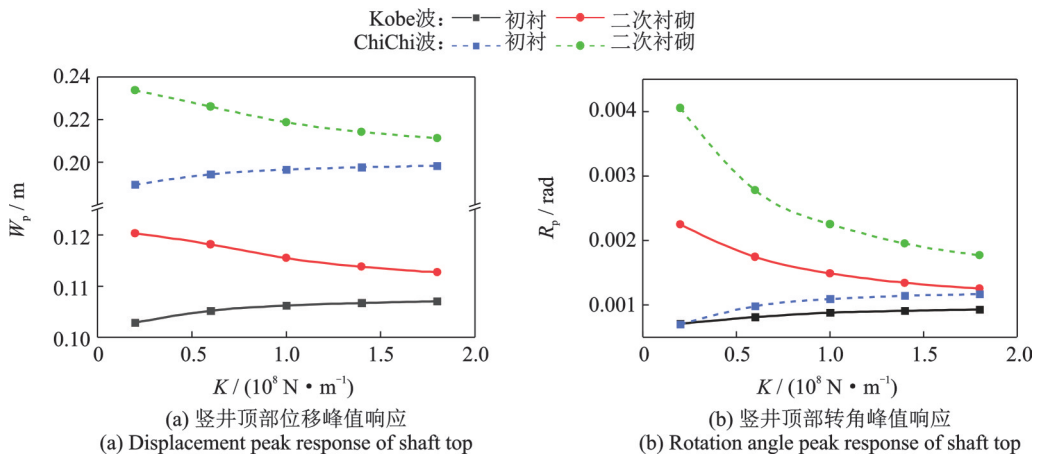 Kobe波: 初衬 二次衬砌
ChiChi波: 初衬 二次衬砌
0.24
0.22
0.20
0.12
0.11
0.10
W_p / m
0 0.5 1.0 1.5 2.0
K / (10^8 N·m^-1)
(a) 竖井顶部位移峰值响应
(a) Displacement peak response of shaft top
0.004
0.003
0.002
0.001
R_p / rad
0 0.5 1.0 1.5 2.0
K / (10^8 N·m^-1)
(b) 竖井顶部转角峰值响应
(b) Rotation angle peak response of shaft top